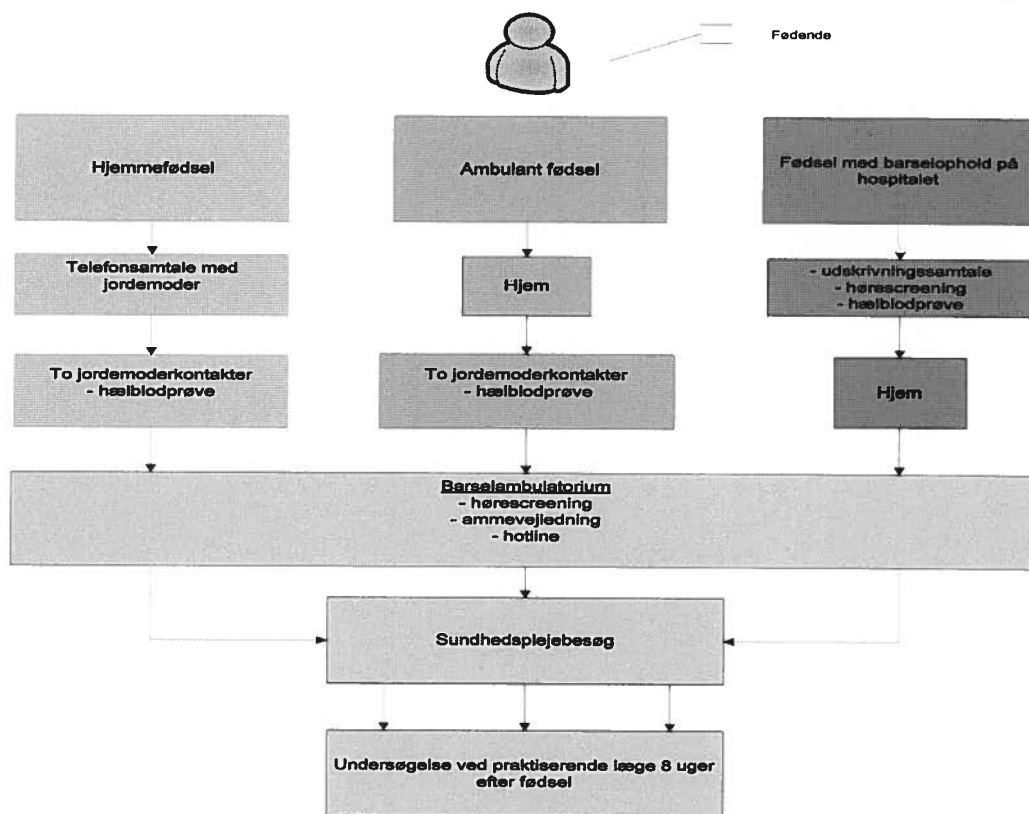 Fødende
Hjemmefødsel
Ambulant fødsel
Fødsel med barselophold på
hospitalet
Telefonsamtale med
jordemoder
Hjem
- udskrivningssamtale
- hørescreening
- hælblodprøve
To jordemoderkontakter
- hælblodprøve
To jordemoderkontakter
- hælblodprøve
Hjem
Barselambulatorium
- hørescreening
- ammevejledning
- hotline
Sundhedsplejebesøg
Undersøgelse ved praktiserende læge 8 uger
efter fødsel